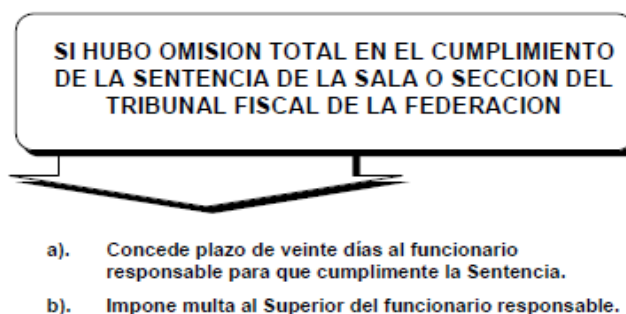 SI HUBO OMISION TOTAL EN EL CUMPLIMIENTO
DE LA SENTENCIA DE LA SALA O SECCION DEL
TRIBUNAL FISCAL DE LA FEDERACION
a). Concede plazo de veinte días al funcionario
responsable para que cumplimente la Sentencia.
b). Impone multa al Superior del funcionario responsable.